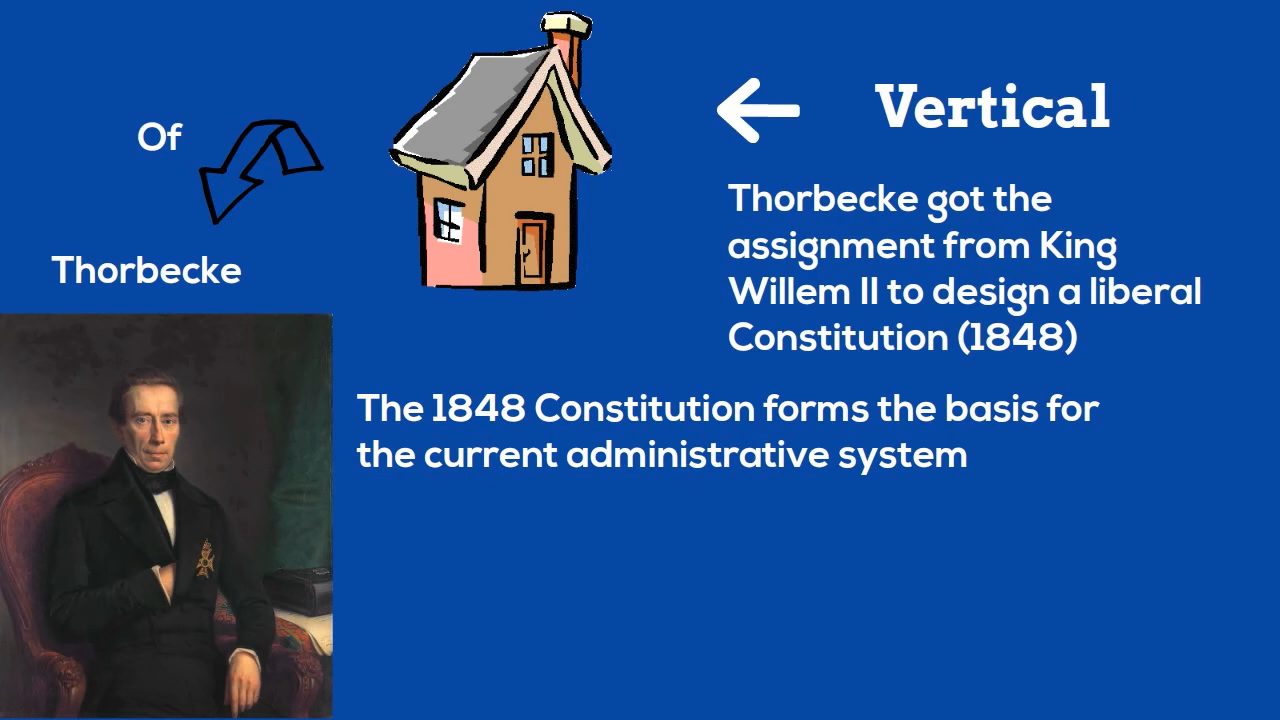 Vertical
Of
Thorbecke
Thorbecke got the
assignment from King
Willem II to design a liberal
Constitution (1848)
The 1848 Constitution forms the basis for
the current administrative system